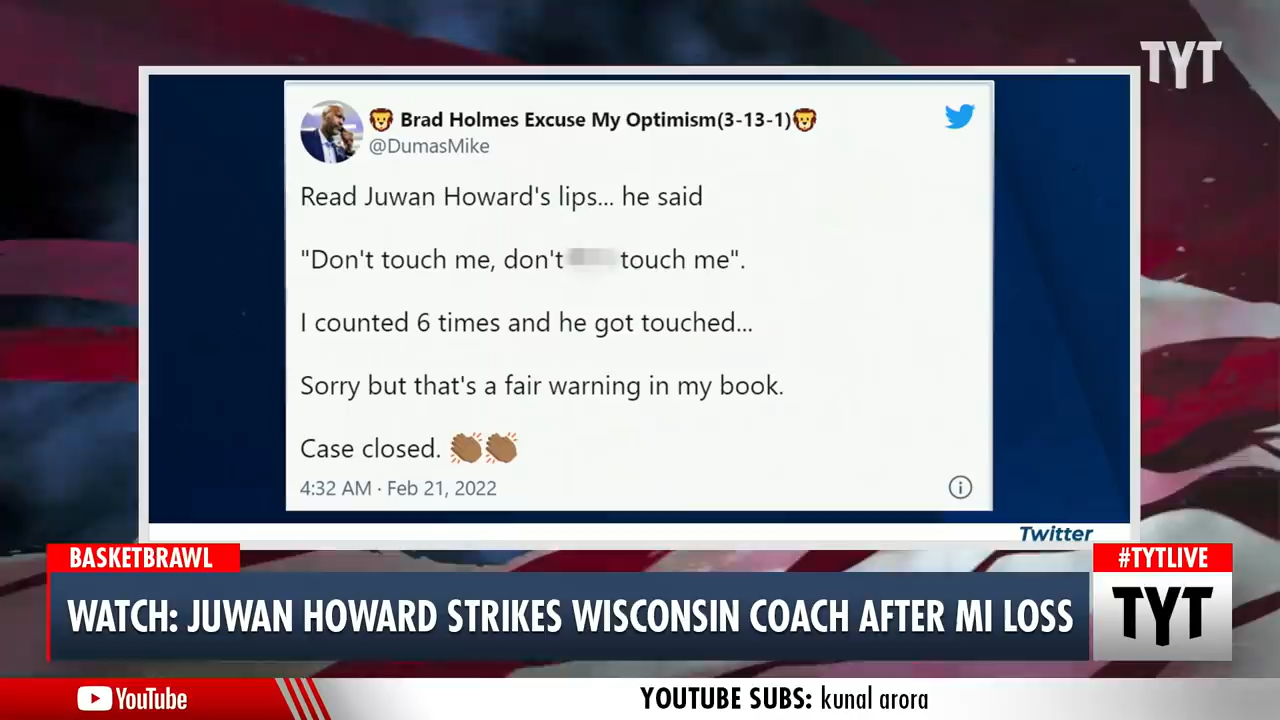 TYT
🦁 Brad Holmes Excuse My Optimism(3-13-1)🦁
@DumasMike
Read Juwan Howard's lips... he said
"Don't touch me, don't touch me".
I counted 6 times and he got touched...
Sorry but that's a fair warning in my book.
Case closed. 👏🏾👏🏾
4:32 AM · Feb 21, 2022
Twitter
BASKETBRAWL
#TYTLIVE
WATCH: JUWAN HOWARD STRIKES WISCONSIN COACH AFTER MI LOSS
TYT
YouTube
YOUTUBE SUBS: kunal arora